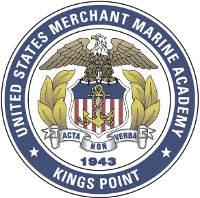 UNITED STATES MERCHANT MARINE ACADEMY
ACTA NON VERBA
1943
KINGS POINT